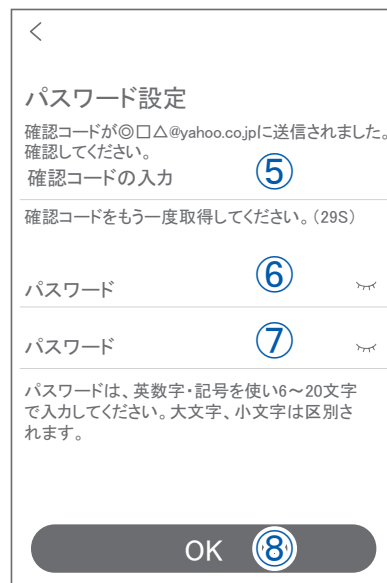 パスワード設定
確認コードが◎□△@yahoo.co.jpに送信されました。
確認してください。
確認コードの入力 ⑤
確認コードをもう一度取得してください。(29S)
パスワード ⑥
パスワード ⑦
パスワードは、英数字・記号を使い6~20文字
で入力してください。大文字、小文字は区別さ
れます。
OK ⑧